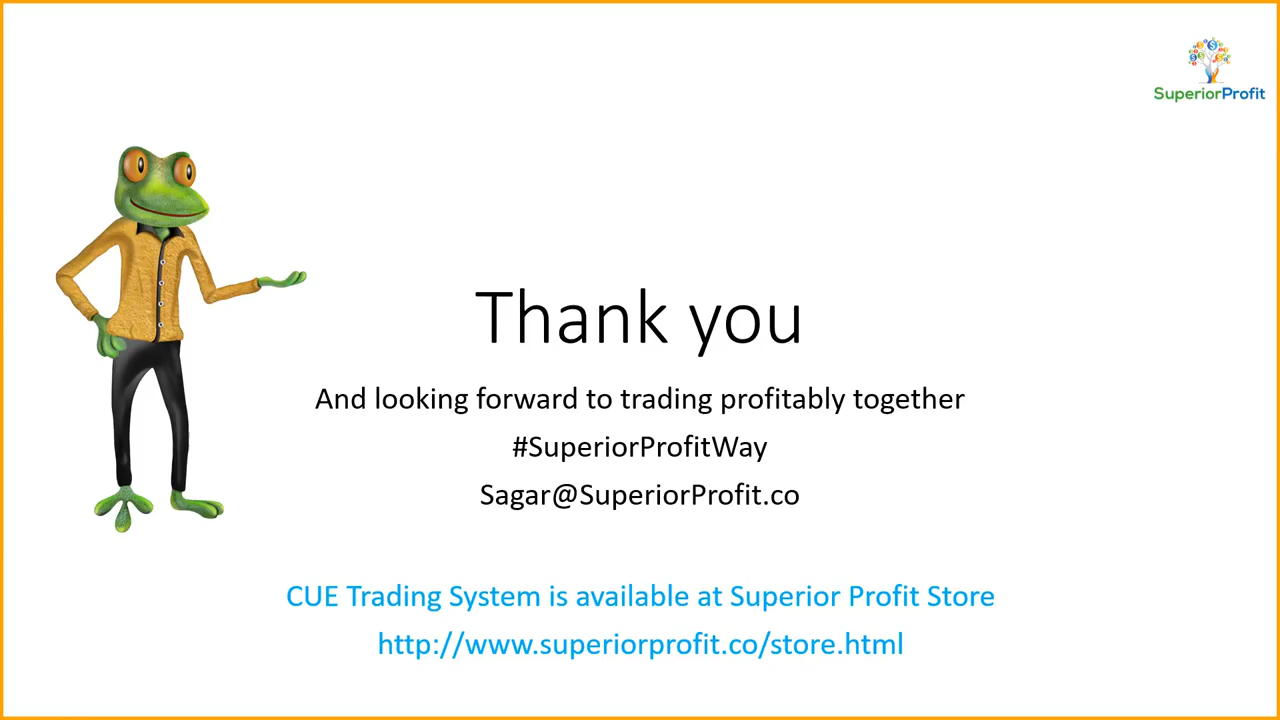 SuperiorProfit
Thank you
And looking forward to trading profitably together
#SuperiorProfitWay
Sagar@SuperiorProfit.co
CUE Trading System is available at Superior Profit Store
http://www.superiorprofit.co/store.html